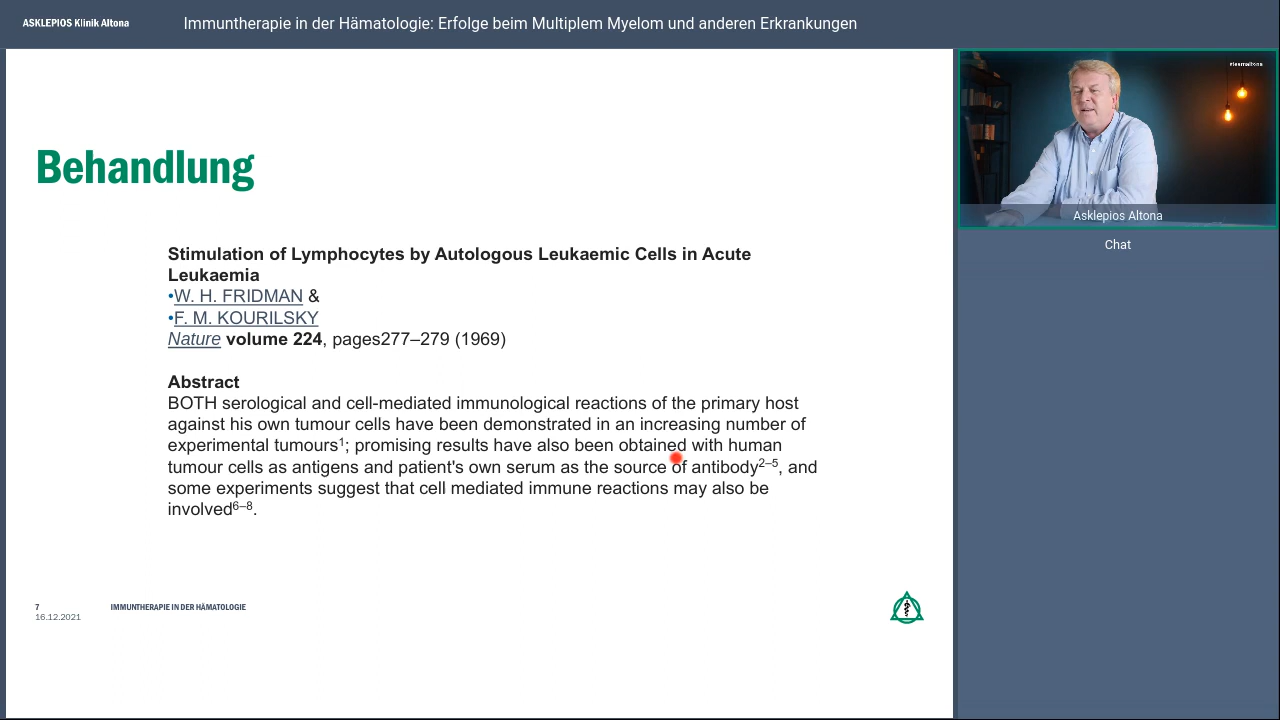 ASKLEPIOS Klinik Altona
Immuntherapie in der Hämatologie: Erfolge beim Multiplem Myelom und anderen Erkrankungen
#teamaltona
Asklepios Altona
Chat
Behandlung
Stimulation of Lymphocytes by Autologous Leukaemic Cells in Acute
Leukaemia
•W. H. FRIDMAN &
•F. M. KOURILSKY
Nature volume 224, pages277–279 (1969)
Abstract
BOTH serological and cell-mediated immunological reactions of the primary host
against his own tumour cells have been demonstrated in an increasing number of
experimental tumours¹; promising results have also been obtained with human
tumour cells as antigens and patient's own serum as the source of antibody²⁻⁵, and
some experiments suggest that cell mediated immune reactions may also be
involved⁶⁻⁸.
7
16.12.2021
IMMUNTHERAPIE IN DER HÄMATOLOGIE